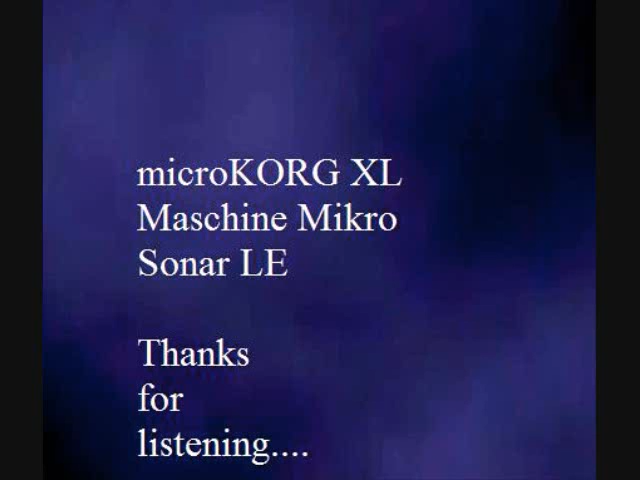 microKORG XL
Maschine Mikro
Sonar LE
Thanks
for
listening....